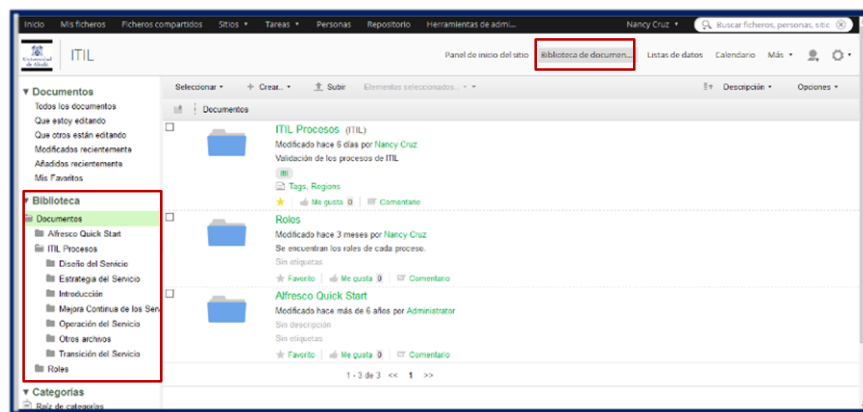 Inicio Mis ficheros Ficheros compartidos Sitios Tareas Personas Repositorio Herramientas de admi... Nancy Cruz Buscar ficheros, personas, sitic
ITIL Panel de inicio del sitio Biblioteca de documen... Listas de datos Calendario Más
Documentos
Todos los documentos
Que estoy editando
Que otros están editando
Modificados recientemente
Añadidos recientemente
Mis Favoritos
Biblioteca
Documentos
Alfresco Quick Start
ITIL Procesos
Diseño del Servicio
Estrategia del Servicio
Introducción
Mejora Continua de los Serv
Operación del Servicio
Otros archivos
Transición del Servicio
Roles
Categorías
Raíz de categorías
Seleccionar + Crear... Subir Elementos seleccionados... Descripción Opciones
Documentos
ITIL Procesos (ITIL)
Modificado hace 6 días por Nancy Cruz
Validación de los procesos de ITIL
itil
Tags, Regions
Me gusta 0 Comentario
Roles
Modificado hace 3 meses por Nancy Cruz
Se encuentran los roles de cada proceso.
Sin etiquetas
Favorito Me gusta 0 Comentario
Alfresco Quick Start
Modificado hace más de 6 años por Administrator
Sin descripción
Sin etiquetas
Favorito Me gusta 0 Comentario
1 - 3 de 3 << 1 >>